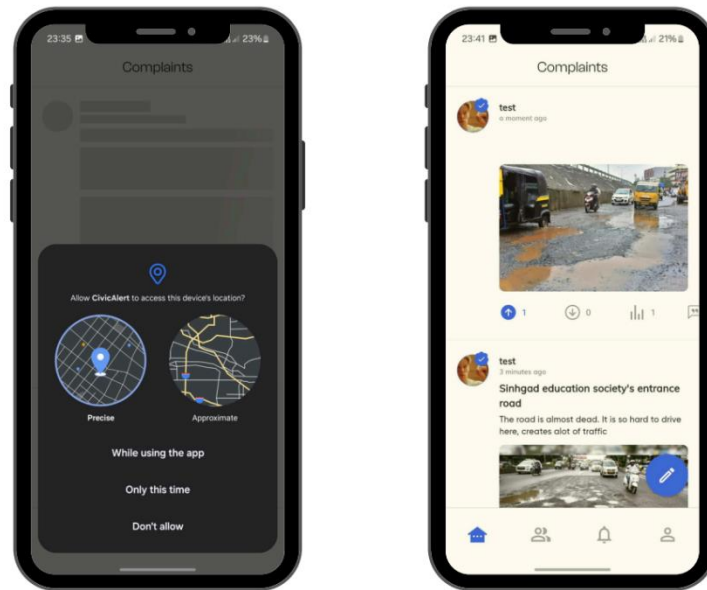 23:35
23%
Complaints
Allow CivicAlert to access this device's location?
Precise
Approximate
While using the app
Only this time
Don't allow
23:41
21%
Complaints
test
a moment ago
1
0
1
test
3 minutes ago
Sinhgad education society's entrance
road
The road is almost dead. It is so hard to drive
here, creates alot of traffic